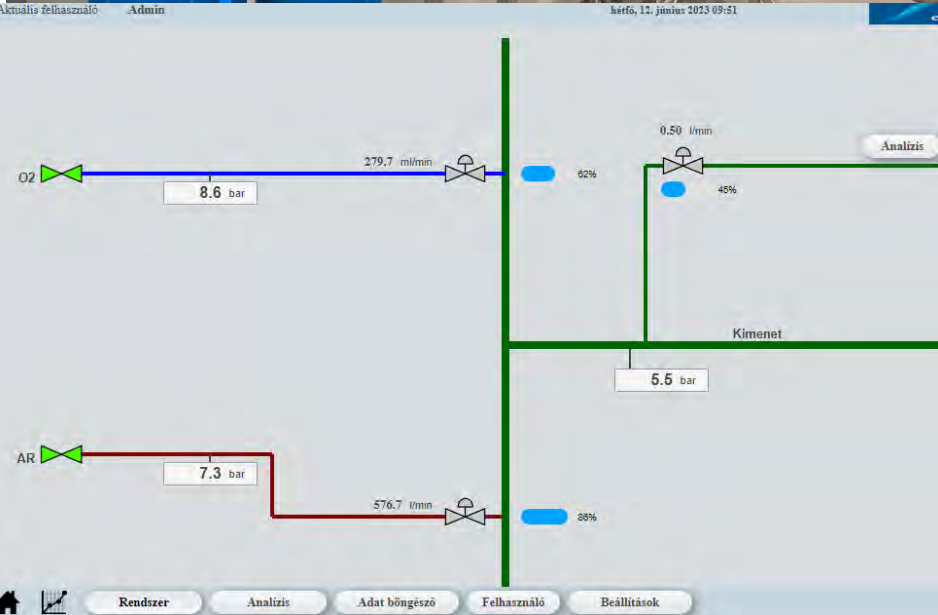 Aktuális felhasználó Admin
hétfő, 12. június 2023 09:51
0.50 l/min
Analízis
279.7 ml/min
O2
62%
8.6 bar
45%
Kimenet
5.5 bar
AR
7.3 bar
576.7 l/min
86%
Rendszer
Analízis
Adat böngésző
Felhasználó
Beállítások